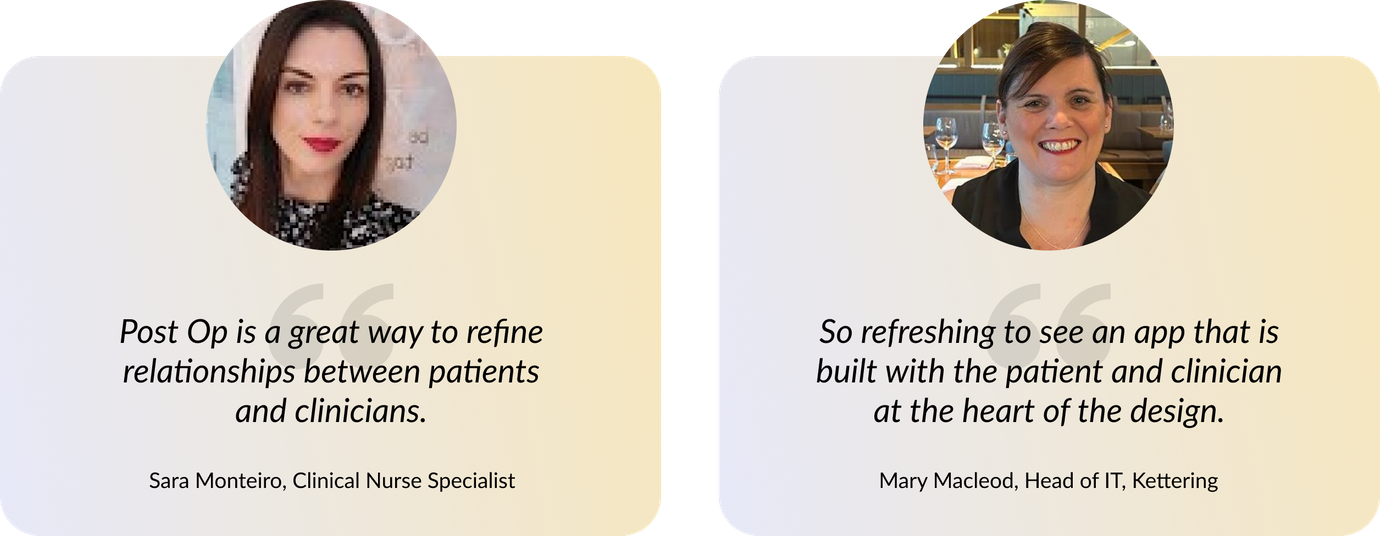 Post Op is a great way to refine
relationships between patients
and clinicians.
Sara Monteiro, Clinical Nurse Specialist
So refreshing to see an app that is
built with the patient and clinician
at the heart of the design.
Mary Macleod, Head of IT, Kettering